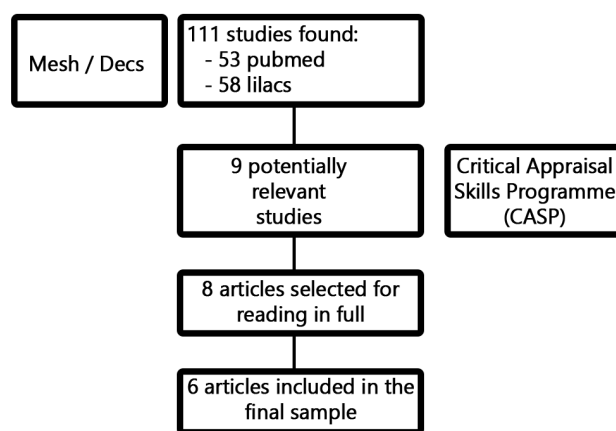 Mesh / Decs
111 studies found:
- 53 pubmed
- 58 lilacs
9 potentially
relevant
studies
Critical Appraisal
Skills Programme
(CASP)
8 articles selected for
reading in full
6 articles included in the
final sample